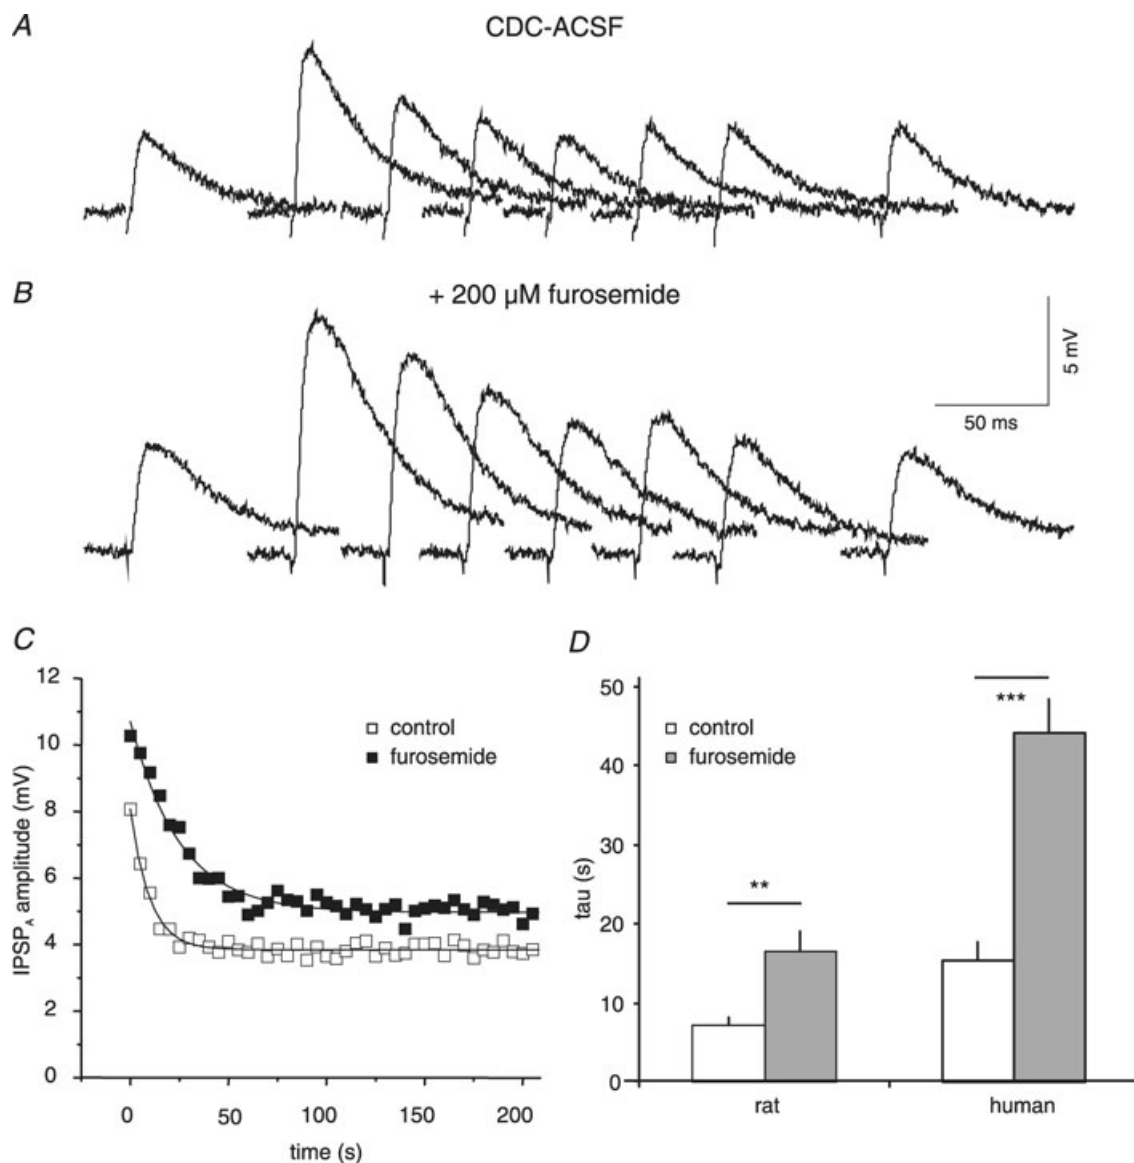 A
CDC-ACSF
B
+ 200 µM furosemide
5 mV
50 ms
C
12
10
8
6
4
2
0
IPSP_A amplitude (mV)
control
furosemide
0
50
100
150
200
time (s)
D
50
40
30
20
10
0
tau (s)
control
furosemide
**
***
rat
human